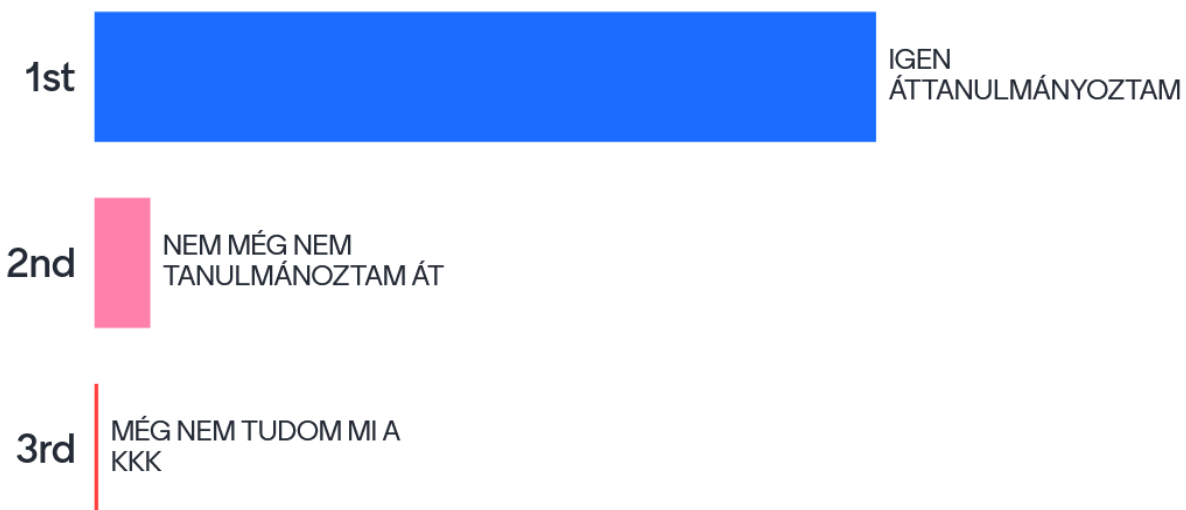 1st
IGEN
ÁTTANULMÁNYOZTAM
2nd
NEM MÉG NEM
TANULMÁNOZTAM ÁT
3rd
MÉG NEM TUDOM MI A
KKK